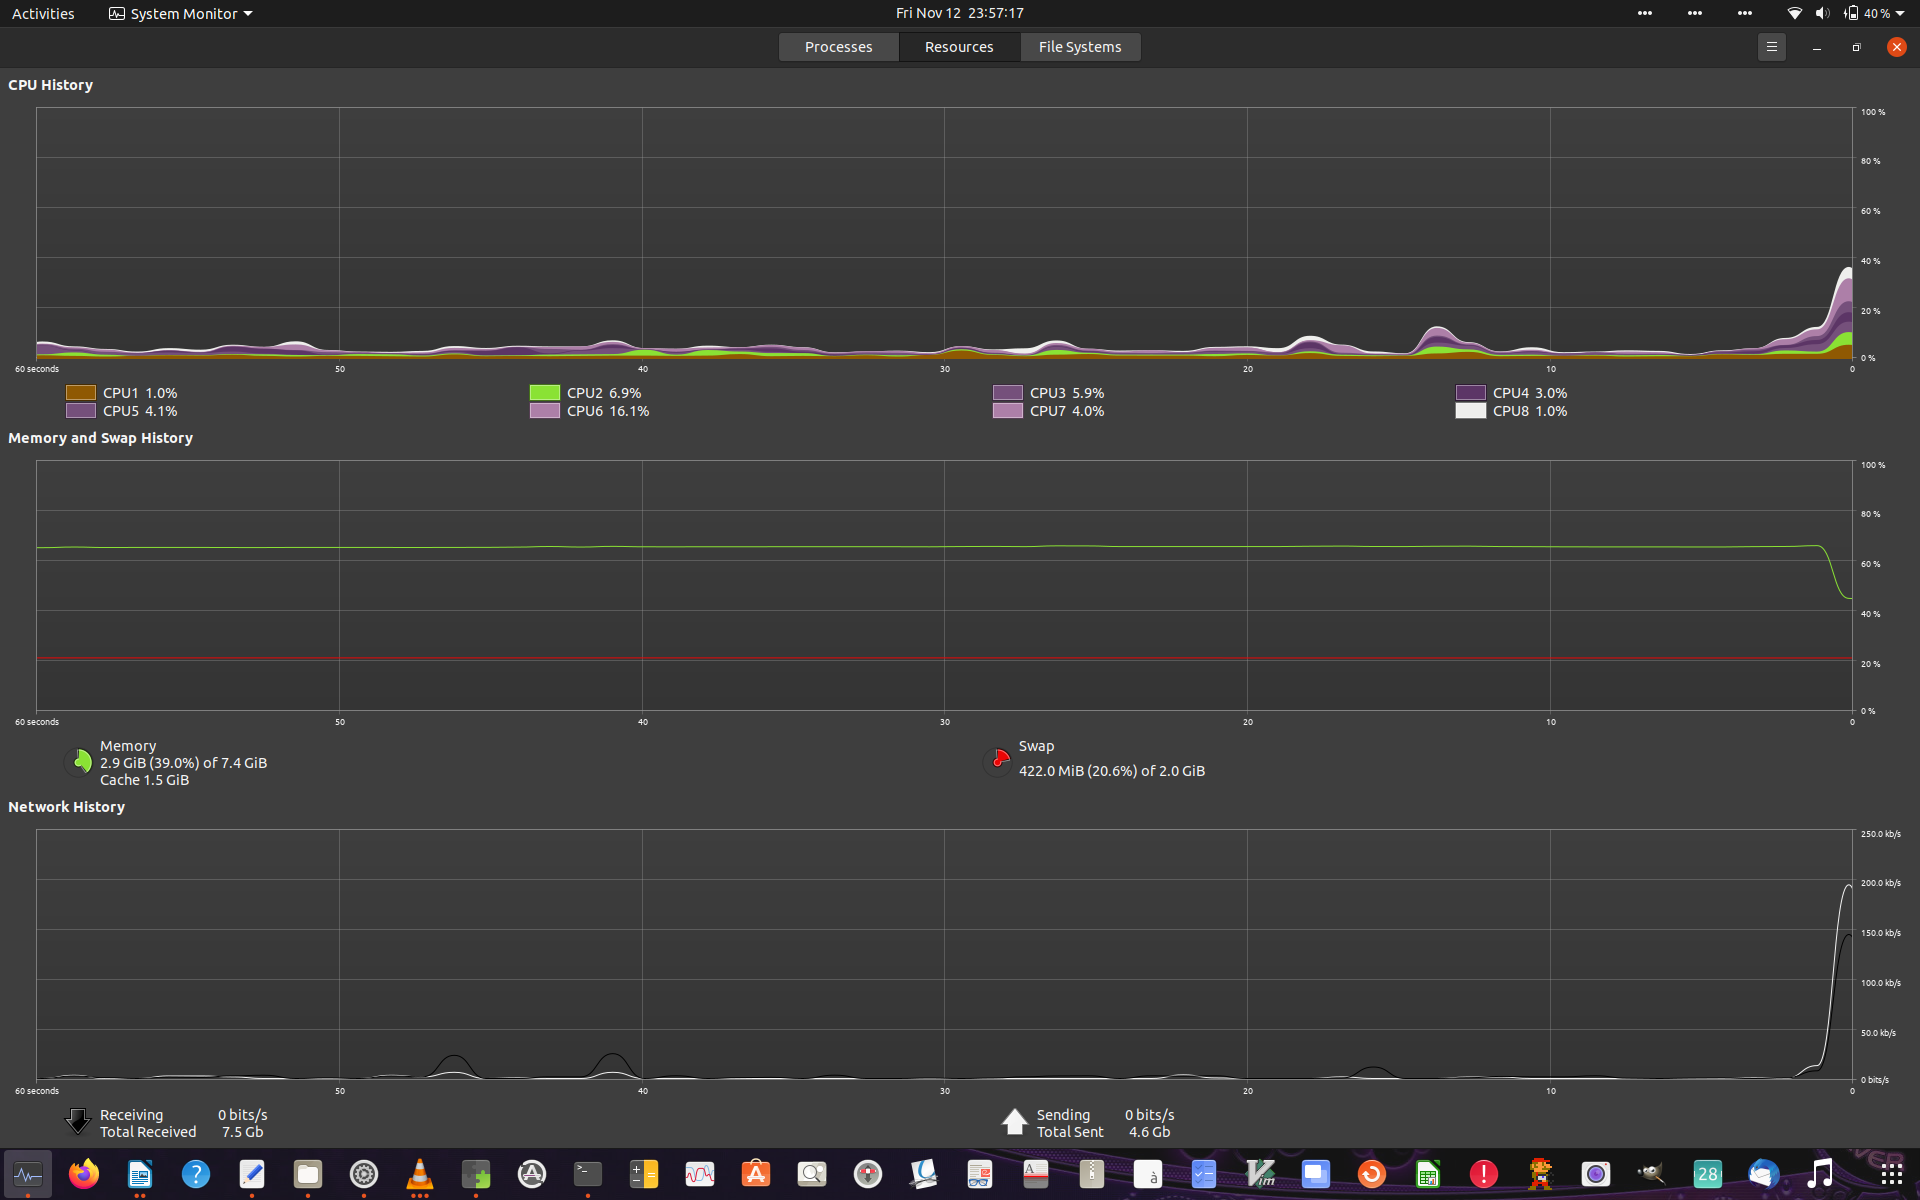 Activities System Monitor Fri Nov 12 23:57:17 40 %
Processes Resources File Systems
CPU History
100 %
80 %
60 %
40 %
20 %
0 %
60 seconds 50 40 30 20 10 0
CPU1 1.0% CPU2 6.9% CPU3 5.9% CPU4 3.0%
CPU5 4.1% CPU6 16.1% CPU7 4.0% CPU8 1.0%
Memory and Swap History
100 %
80 %
60 %
40 %
20 %
0 %
60 seconds 50 40 30 20 10 0
Memory
2.9 GiB (39.0%) of 7.4 GiB
Cache 1.5 GiB
Swap
422.0 MiB (20.6%) of 2.0 GiB
Network History
250.0 kb/s
200.0 kb/s
150.0 kb/s
100.0 kb/s
50.0 kb/s
0 bits/s
60 seconds 50 40 30 20 10 0
Receiving 0 bits/s
Total Received 7.5 Gb
Sending 0 bits/s
Total Sent 4.6 Gb
28